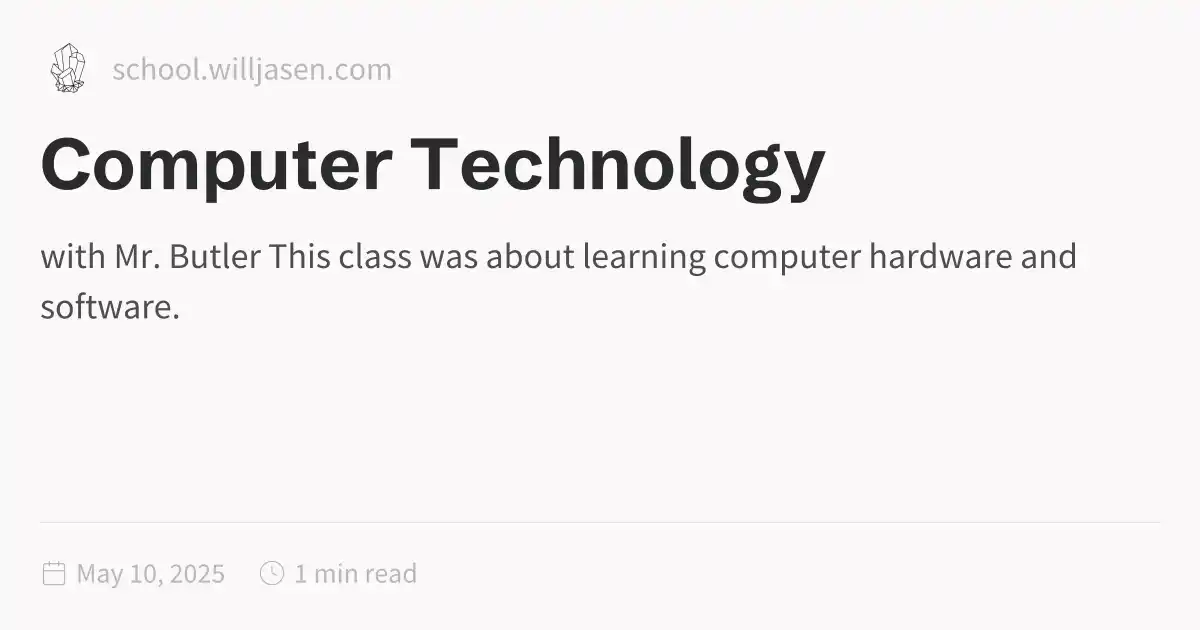 school.willjasen.com
Computer Technology
with Mr. Butler This class was about learning computer hardware and
software.
May 10, 2025
1 min read